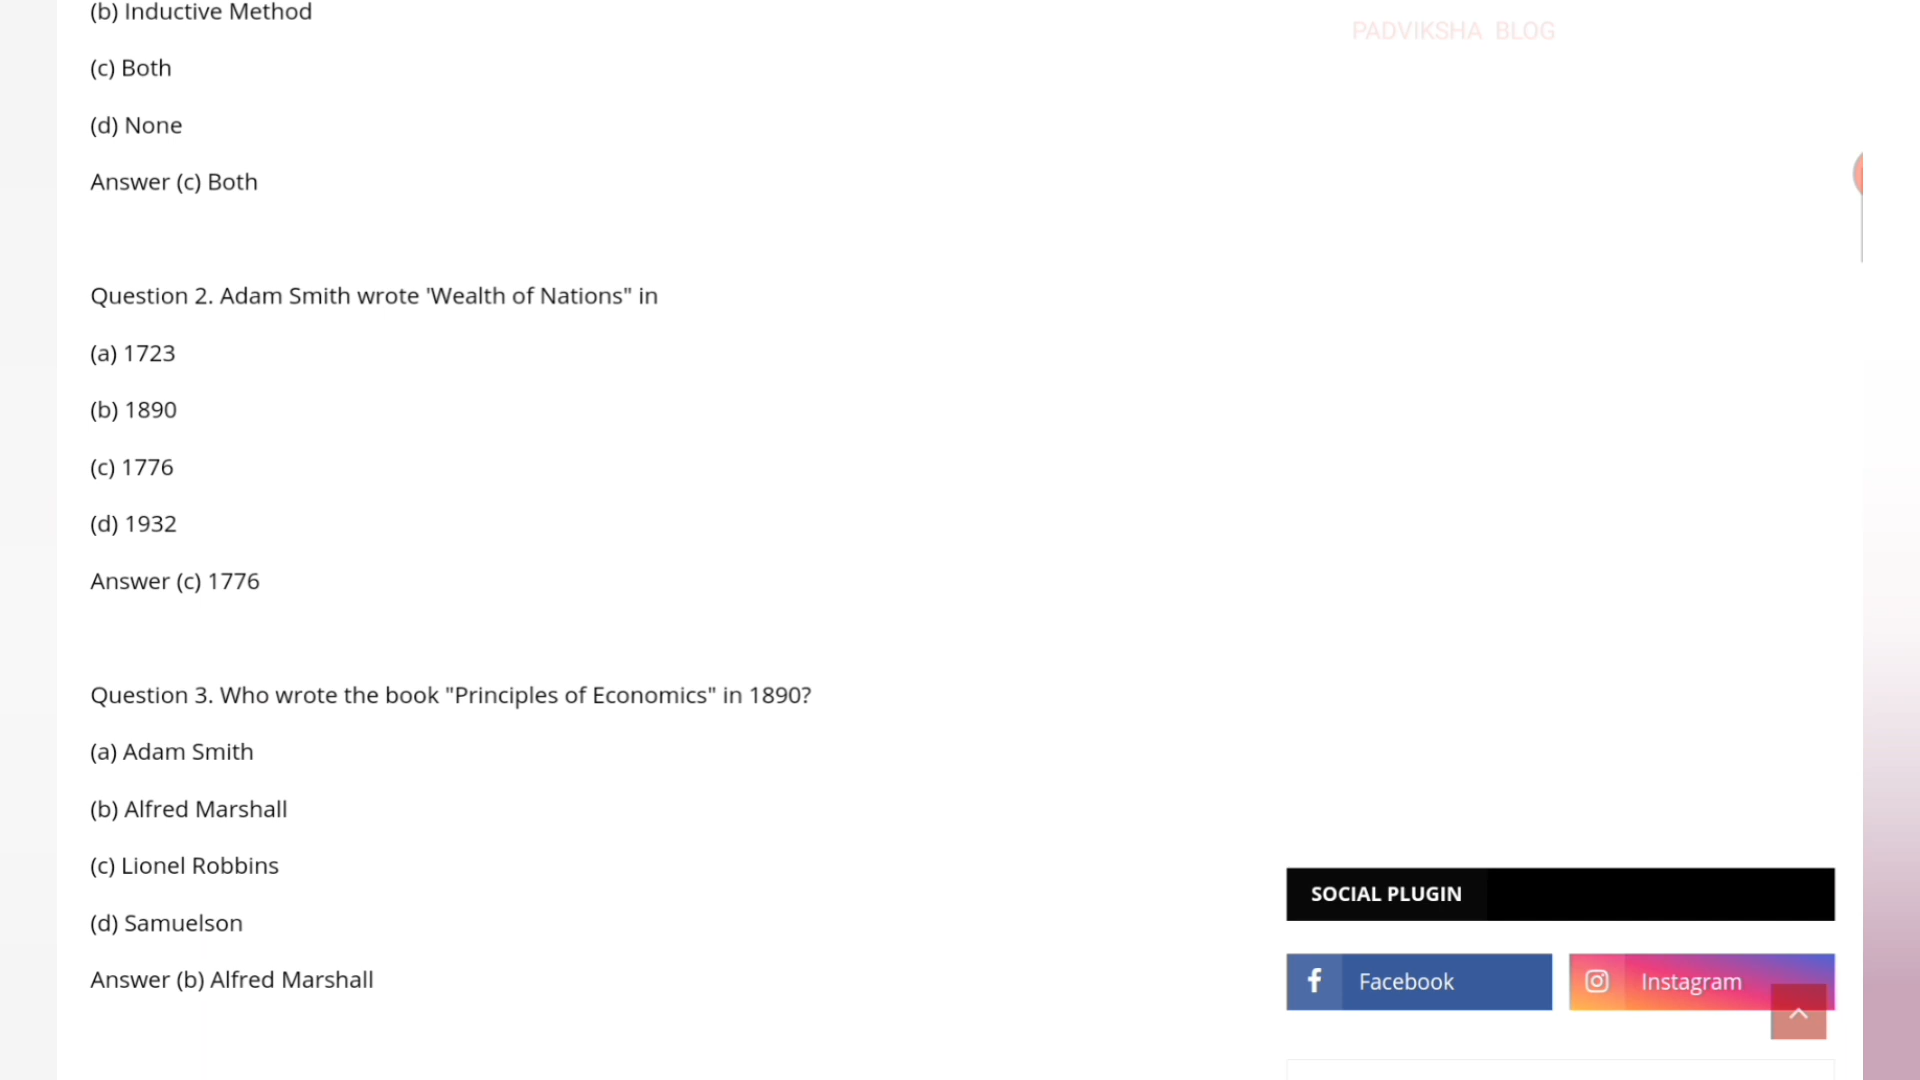 (b) Inductive Method
PADVIKSHA BLOG
(c) Both
(d) None
Answer (c) Both
Question 2. Adam Smith wrote 'Wealth of Nations" in
(a) 1723
(b) 1890
(c) 1776
(d) 1932
Answer (c) 1776
Question 3. Who wrote the book "Principles of Economics" in 1890?
(a) Adam Smith
(b) Alfred Marshall
(c) Lionel Robbins
(d) Samuelson
Answer (b) Alfred Marshall
SOCIAL PLUGIN
Facebook
Instagram